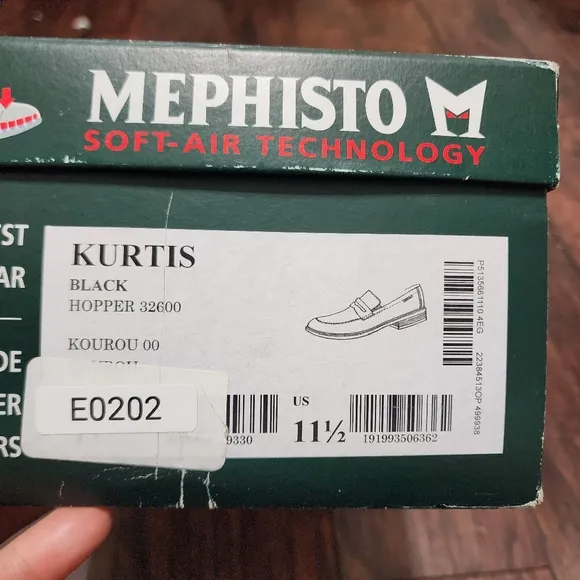 MEPHISTO
SOFT-AIR TECHNOLOGY
KURTIS
BLACK
HOPPER 32600
KOUROU 00
E0202
9330
US
11½
191993506362
P5135661110 4EG
22384513OP 499938